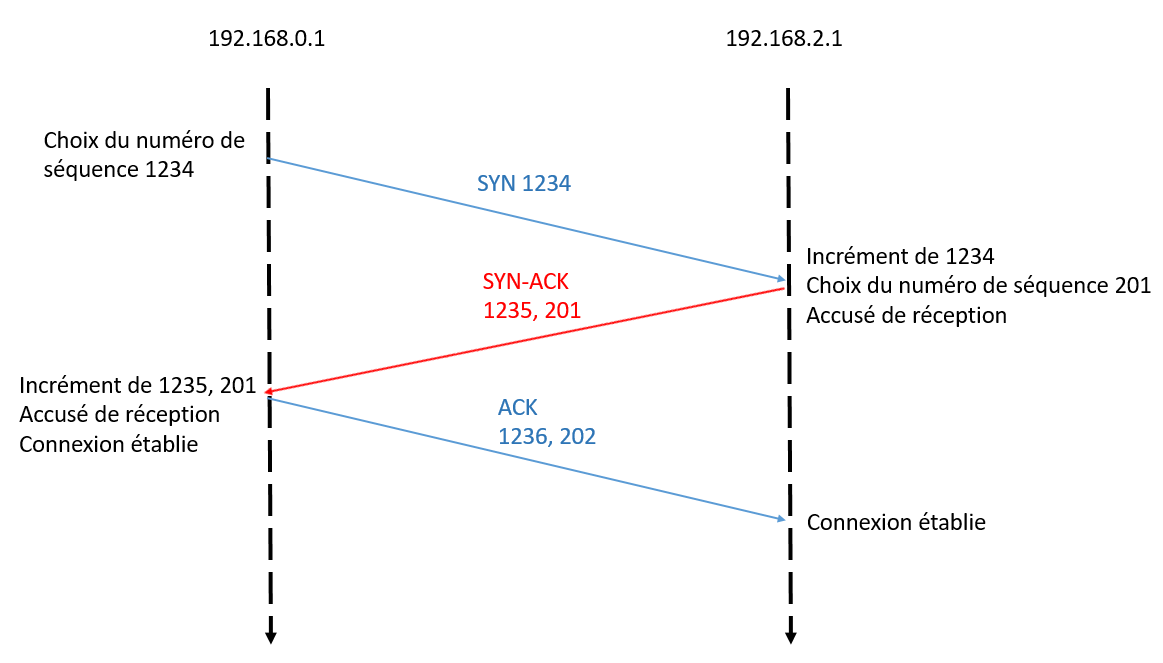 192.168.0.1
192.168.2.1
Choix du numéro de
séquence 1234
SYN 1234
Incrément de 1234
Choix du numéro de séquence 201
Accusé de réception
SYN-ACK
1235, 201
Incrément de 1235, 201
Accusé de réception
Connexion établie
ACK
1236, 202
Connexion établie